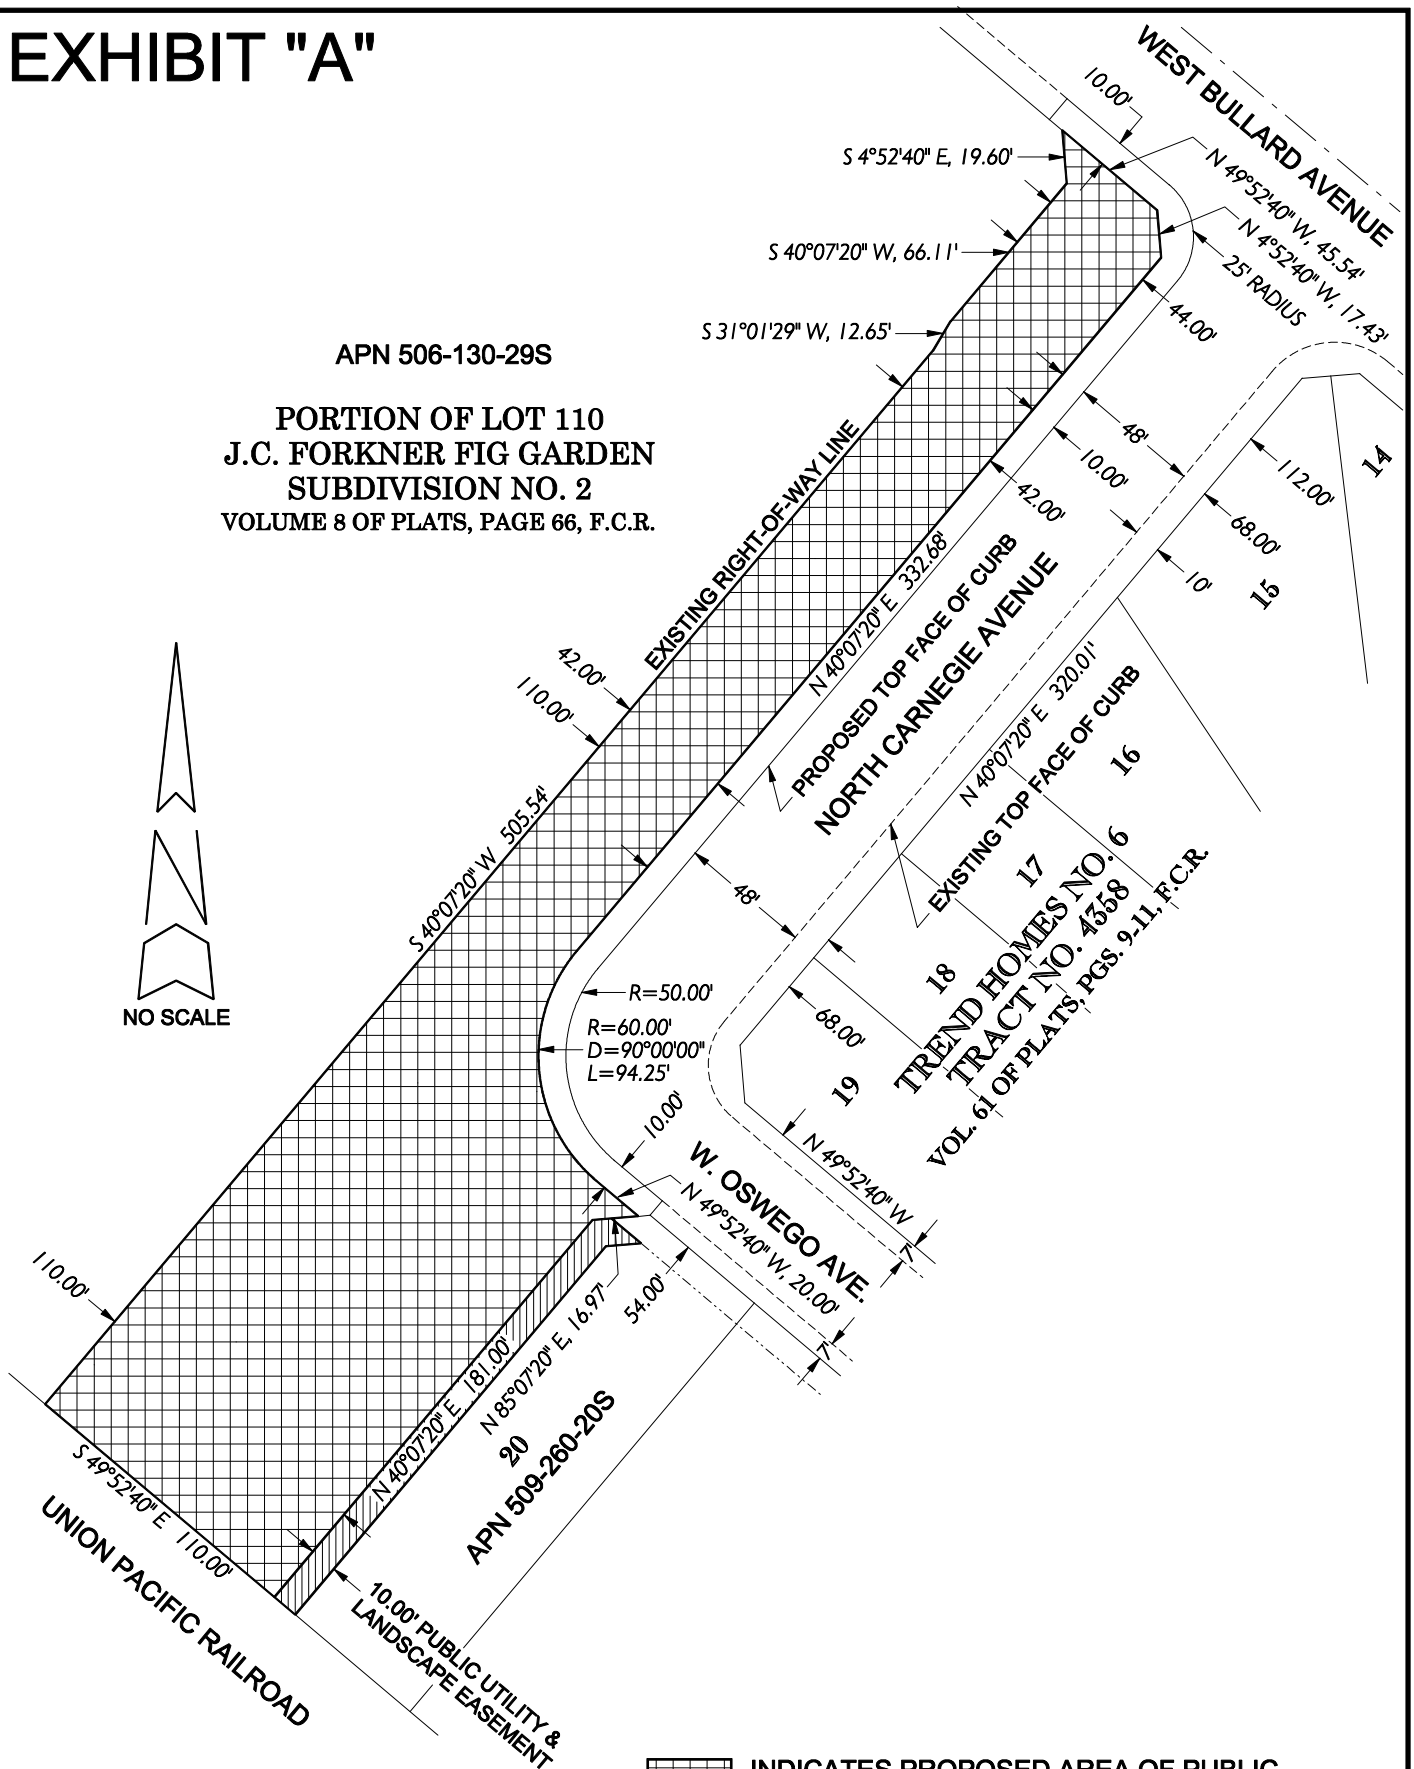 EXHIBIT "A"
WEST BULLARD AVENUE
10.00'
S 4°52'40" E, 19.60'
N 49°52'40" W, 45.54'
N 4°52'40" W, 17.43'
25' RADIUS
S 40°07'20" W, 66.11'
S 31°01'29" W, 12.65'
44.00'
APN 506-130-29S
PORTION OF LOT 110
J.C. FORKNER FIG GARDEN
SUBDIVISION NO. 2
VOLUME 8 OF PLATS, PAGE 66, F.C.R.
EXISTING RIGHT-OF-WAY LINE
48'
10.00'
42.00'
112.00'
68.00'
10'
14
15
N 40°07'20" E 332.68'
PROPOSED TOP FACE OF CURB
NORTH CARNEGIE AVENUE
N 40°07'20" E 320.01'
EXISTING TOP FACE OF CURB
42.00'
110.00'
16
17
18
19
S 40°07'20" W 505.54'
48'
68.00'
TREND HOMES NO. 6
TRACT NO. 4358
VOL. 61 OF PLATS, PGS. 9-11, F.C.R.
N
NO SCALE
R=50.00'
R=60.00'
D=90°00'00"
L=94.25'
10.00'
W. OSWEGO AVE.
N 49°52'40" W
N 49°52'40" W, 20.00'
7'
7'
54.00'
110.00'
N 85°07'20" E, 16.97'
N 40°07'20" E 181.00'
20
APN 509-260-20S
S 49°52'40" E 110.00'
UNION PACIFIC RAILROAD
10.00' PUBLIC UTILITY &
LANDSCAPE EASEMENT
INDICATES PROPOSED AREA OF PUBLIC